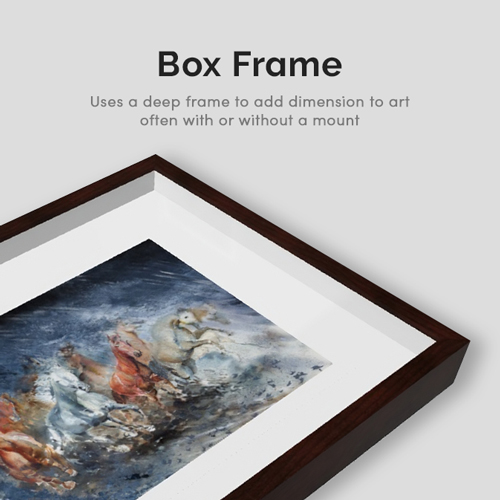 Box Frame
Uses a deep frame to add dimension to art
often with or without a mount